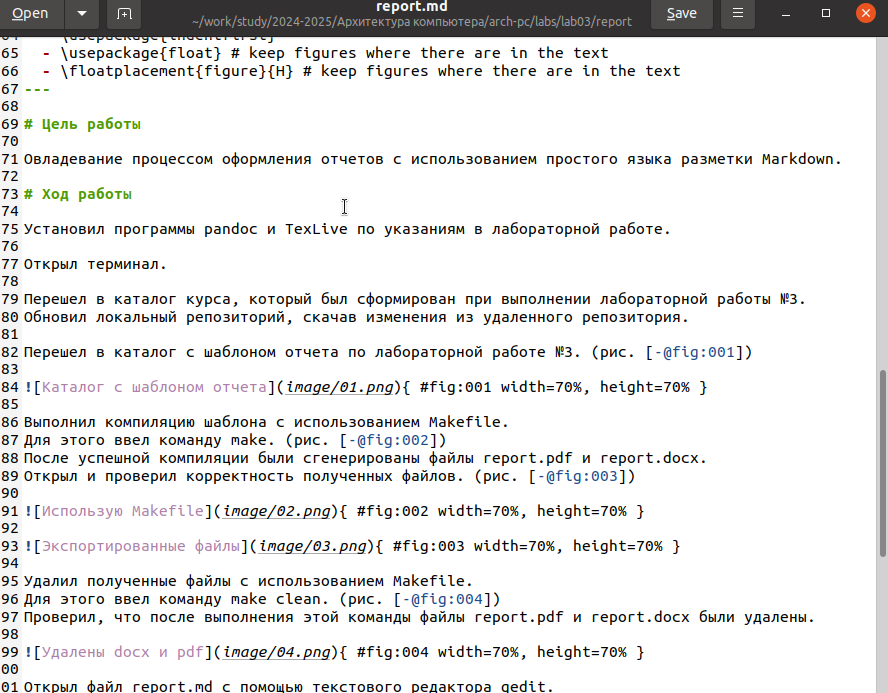 Open
report.md
~/work/study/2024-2025/Архитектура компьютера/arch-pc/labs/lab03/report
Save
64 - \usepackage{indentfirst}
65 - \usepackage{float} # keep figures where there are in the text
66 - \floatplacement{figure}{H} # keep figures where there are in the text
67 ---
68
69 # Цель работы
70
71 Овладевание процессом оформления отчетов с использованием простого языка разметки Markdown.
72
73 # Ход работы
74
75 Установил программы pandoc и TexLive по указаниям в лабораторной работе.
76
77 Открыл терминал.
78
79 Перешел в каталог курса, который был сформирован при выполнении лабораторной работы №3.
80 Обновил локальный репозиторий, скачав изменения из удаленного репозитория.
81
82 Перешел в каталог с шаблоном отчета по лабораторной работе №3. (рис. [-@fig:001])
83
84 ![Каталог с шаблоном отчета](image/01.png){ #fig:001 width=70%, height=70% }
85
86 Выполнил компиляцию шаблона с использованием Makefile.
87 Для этого ввел команду make. (рис. [-@fig:002])
88 После успешной компиляции были сгенерированы файлы report.pdf и report.docx.
89 Открыл и проверил корректность полученных файлов. (рис. [-@fig:003])
90
91 ![Использую Makefile](image/02.png){ #fig:002 width=70%, height=70% }
92
93 ![Экспортированные файлы](image/03.png){ #fig:003 width=70%, height=70% }
94
95 Удалил полученные файлы с использованием Makefile.
96 Для этого ввел команду make clean. (рис. [-@fig:004])
97 Проверил, что после выполнения этой команды файлы report.pdf и report.docx были удалены.
98
99 ![Удалены docx и pdf](image/04.png){ #fig:004 width=70%, height=70% }
00
01 Открыл файл report.md с помощью текстового редактора gedit.